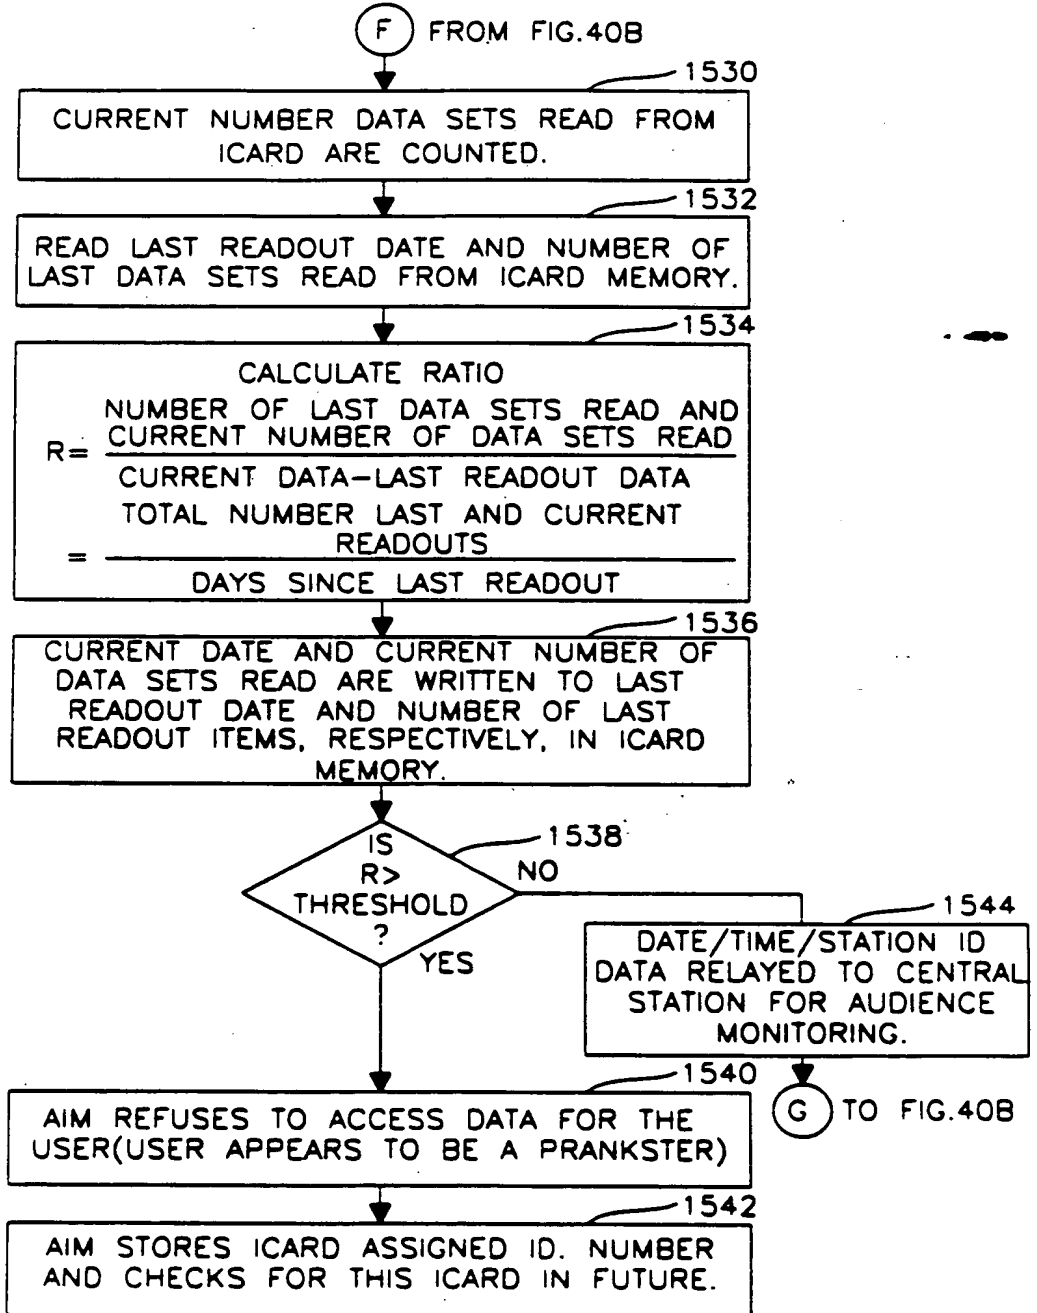 F FROM FIG.40B
1530
CURRENT NUMBER DATA SETS READ FROM
ICARD ARE COUNTED.
1532
READ LAST READOUT DATE AND NUMBER OF
LAST DATA SETS READ FROM ICARD MEMORY.
1534
CALCULATE RATIO
NUMBER OF LAST DATA SETS READ AND
CURRENT NUMBER OF DATA SETS READ
R=
CURRENT DATA-LAST READOUT DATA
TOTAL NUMBER LAST AND CURRENT
READOUTS
=
DAYS SINCE LAST READOUT
1536
CURRENT DATE AND CURRENT NUMBER OF
DATA SETS READ ARE WRITTEN TO LAST
READOUT DATE AND NUMBER OF LAST
READOUT ITEMS, RESPECTIVELY, IN ICARD
MEMORY.
1538
IS
R>
THRESHOLD
?
NO
YES
1544
DATE/TIME/STATION ID
DATA RELAYED TO CENTRAL
STATION FOR AUDIENCE
MONITORING.
G TO FIG.40B
1540
AIM REFUSES TO ACCESS DATA FOR THE
USER(USER APPEARS TO BE A PRANKSTER)
1542
AIM STORES ICARD ASSIGNED ID. NUMBER
AND CHECKS FOR THIS ICARD IN FUTURE.